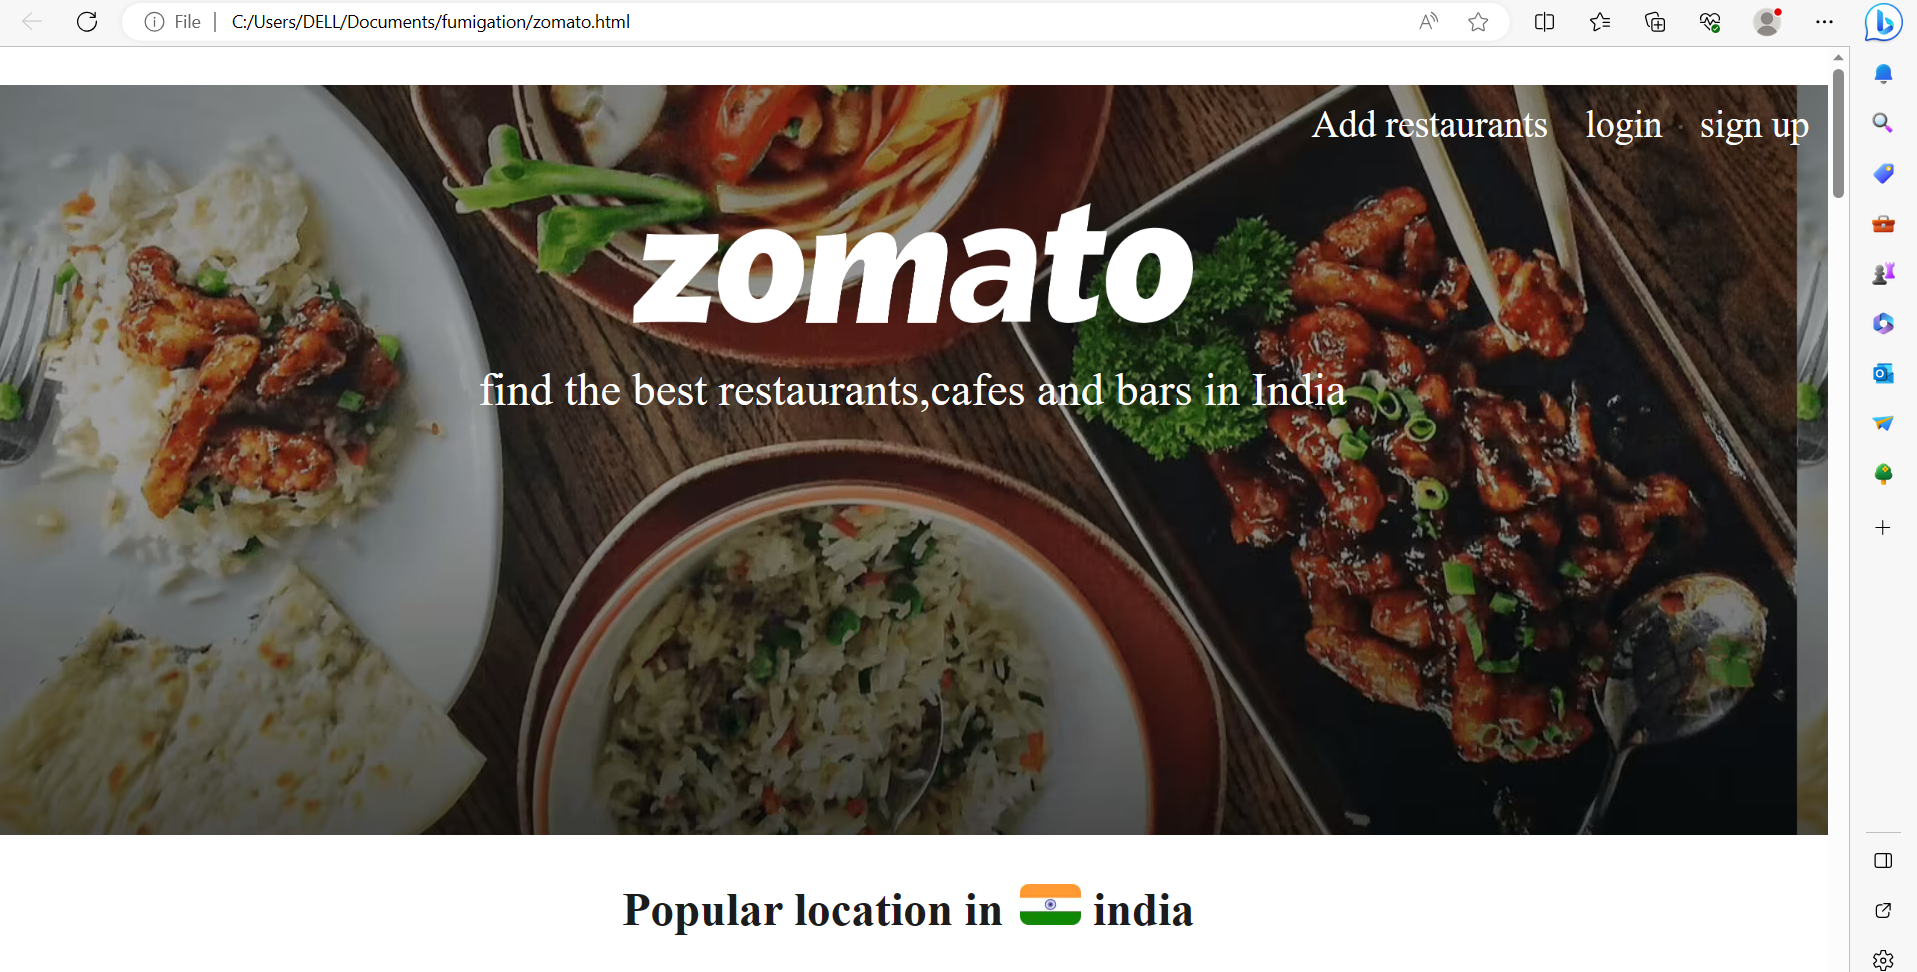 File C:/Users/DELL/Documents/fumigation/zomato.html
Add restaurants login sign up
zomato
find the best restaurants,cafes and bars in India
Popular location in india